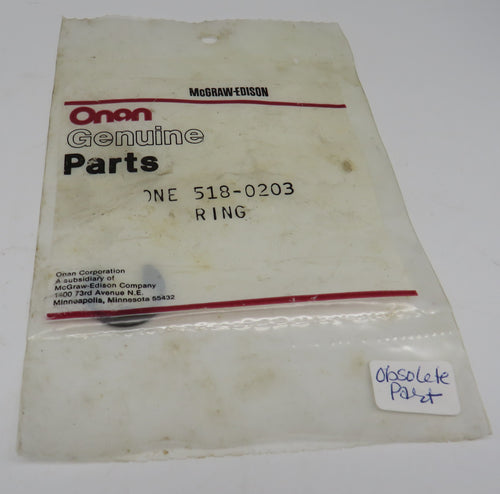 McGRAW-EDISON
Onan
Genuine
Parts
ONE 518-0203
RING
Onan Corporation
A subsidiary of
McGraw-Edison Company
1400 73rd Avenue N.E.
Minneapolis, Minnesota 55432
Obsolete
Part